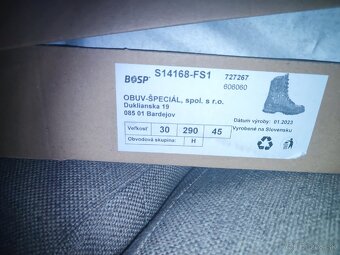 BOSP® S14168-FS1 727267
606060
OBUV-ŠPECIÁL, spol. s r.o.
Duklianska 19
085 01 Bardejov
Dátum výroby: 01.2023
Veľkosť 30 290 45 Vyrobené na Slovensku
Obvodová skupina: H